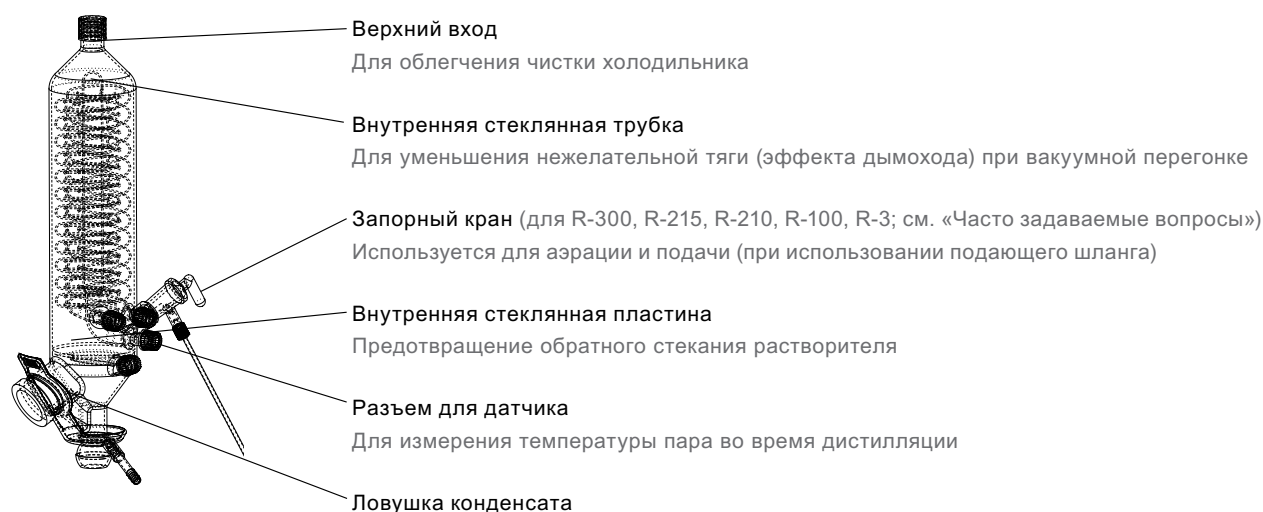 Верхний вход
Для облегчения чистки холодильника
Внутренняя стеклянная трубка
Для уменьшения нежелательной тяги (эффекта дымохода) при вакуумной перегонке
Запорный кран (для R-300, R-215, R-210, R-100, R-3; см. «Часто задаваемые вопросы»)
Используется для аэрации и подачи (при использовании подающего шланга)
Внутренняя стеклянная пластина
Предотвращение обратного стекания растворителя
Разъем для датчика
Для измерения температуры пара во время дистилляции
Ловушка конденсата